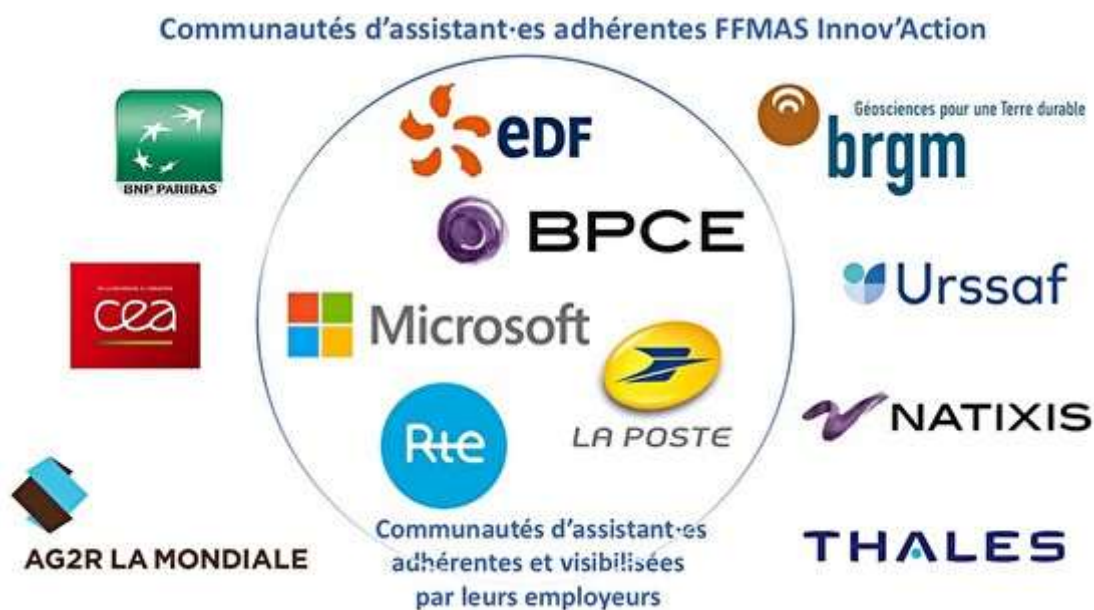 Communautés d'assistant·es adhérentes FFMAS Innov'Action
BNP PARIBAS
eDF
Géosciences pour une Terre durable
brgm
BPCE
cea
Urssaf
Microsoft
LA POSTE
NATIXIS
Rte
AG2R LA MONDIALE
THALES
Communautés d'assistant·es
adhérentes et visibilisées
par leurs employeurs